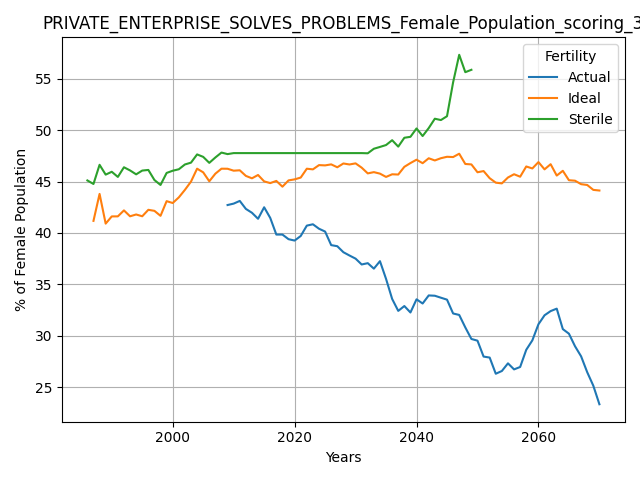 PRIVATE_ENTERPRISE_SOLVES_PROBLEMS_Female_Population_scoring_3
Fertility
Actual
Ideal
Sterile
% of Female Population
55
50
45
40
35
30
25
2000 2020 2040 2060
Years